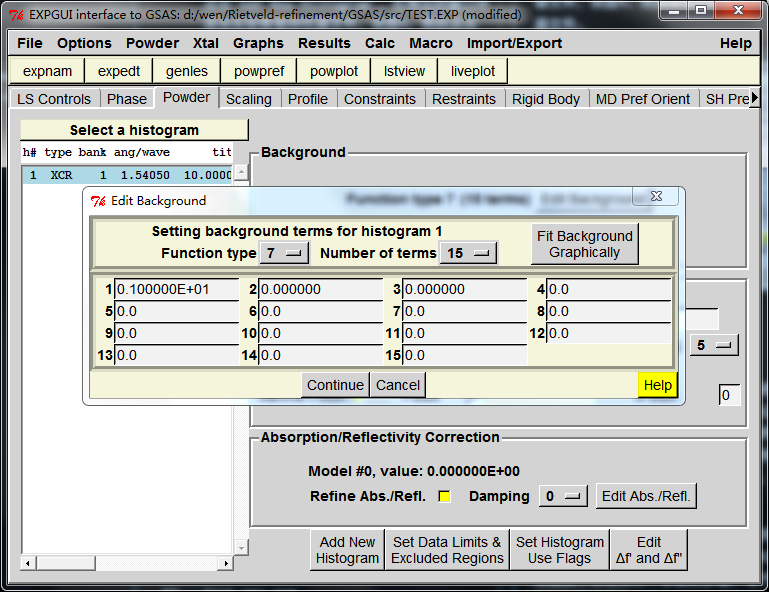 EXPGUI interface to GSAS: d:/wen/Rietveld-refinement/GSAS/src/TEST.EXP (modified)
File Options Powder Xtal Graphs Results Calc Macro Import/Export Help
expnam expedt genles powpref powplot lstview liveplot
LS Controls Phase Powder Scaling Profile Constraints Restraints Rigid Body MD Pref Orient SH Pre
Select a histogram
h# type bank ang/wave tit
1 XCR 1 1.54050 10.0000
Background
Edit Background
Setting background terms for histogram 1
Function type 7 Number of terms 15
Fit Background
Graphically
1 0.100000E+01 2 0.000000 3 0.000000 4 0.0
5 0.0 6 0.0 7 0.0 8 0.0
9 0.0 10 0.0 11 0.0 12 0.0
13 0.0 14 0.0 15 0.0
Continue Cancel Help
5
0
Absorption/Reflectivity Correction
Model #0, value: 0.000000E+00
Refine Abs./Refl. Damping 0 Edit Abs./Refl.
Add New
Histogram
Set Data Limits &
Excluded Regions
Set Histogram
Use Flags
Edit
Δf' and Δf"